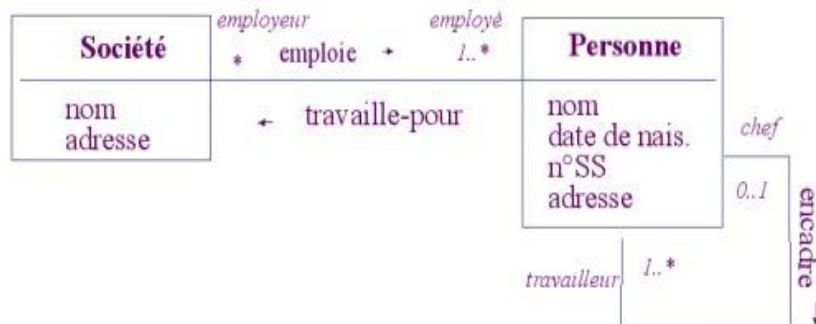 employeur
employé
Société
* emploie → 1..*
Personne
nom
adresse
← travaille-pour
nom
date de nais.
n°SS
adresse
chef
0..1
encadre
travailleur
1..*